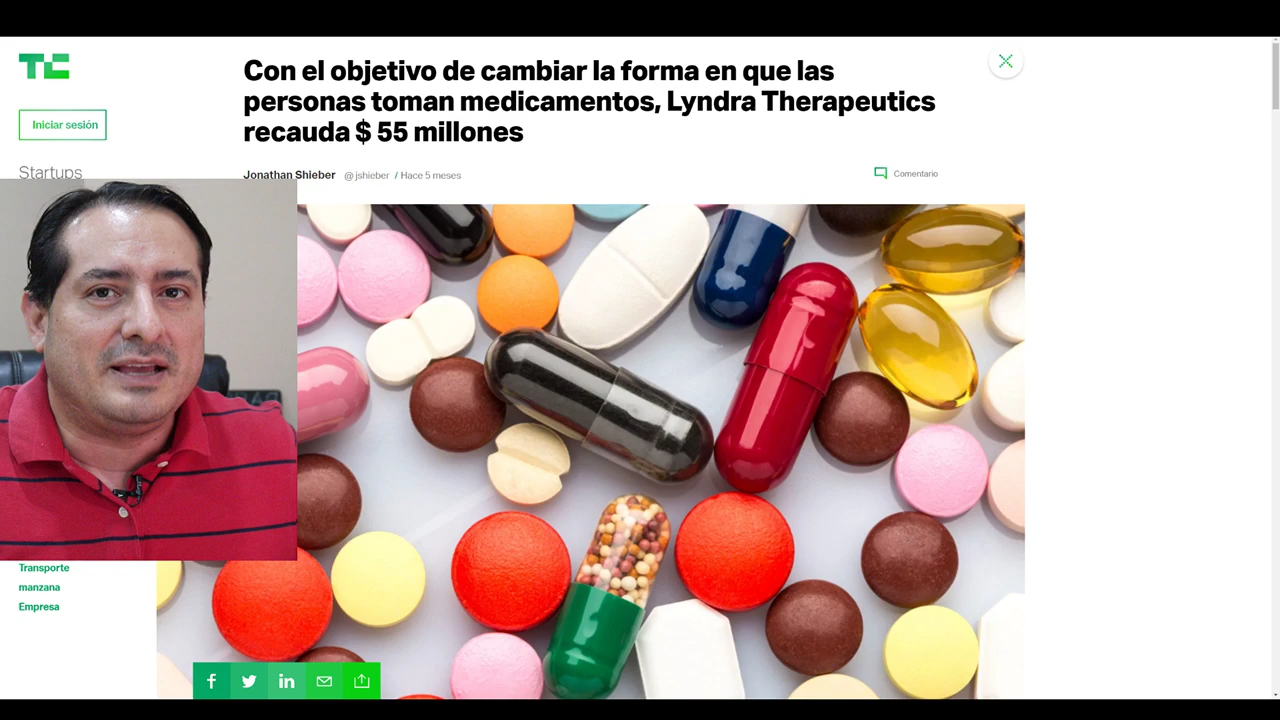 TC
Con el objetivo de cambiar la forma en que las
personas toman medicamentos, Lyndra Therapeutics
recauda $ 55 millones
Iniciar sesión
Startups
Jonathan Shieber @jshieber / Hace 5 meses
Comentario
Transporte
manzana
Empresa